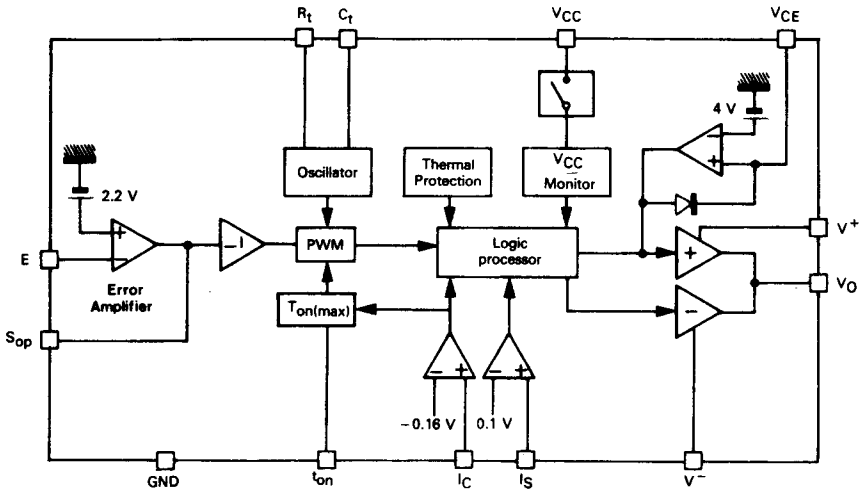 Rt
Ct
VCC
VCE
4 V
−
+
Oscillator
Thermal
Protection
VCC
Monitor
2.2 V
+
−
−1
PWM
Logic
processor
+
V+
E
Error
Amplifier
Ton(max)
−
VO
Sop
− +
− +
−0.16 V
0.1 V
GND
ton
IC
IS
V−